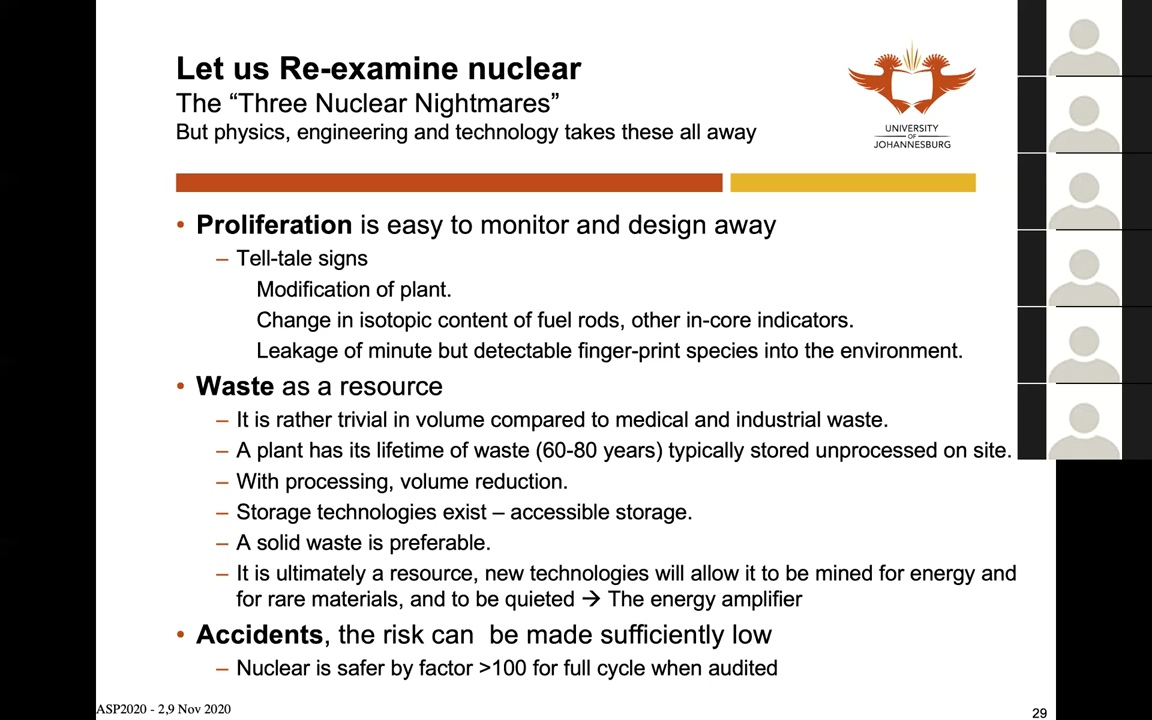 Let us Re-examine nuclear
The “Three Nuclear Nightmares”
But physics, engineering and technology takes these all away
UNIVERSITY
OF
JOHANNESBURG
• Proliferation is easy to monitor and design away
– Tell-tale signs
Modification of plant.
Change in isotopic content of fuel rods, other in-core indicators.
Leakage of minute but detectable finger-print species into the environment.
• Waste as a resource
– It is rather trivial in volume compared to medical and industrial waste.
– A plant has its lifetime of waste (60-80 years) typically stored unprocessed on site.
– With processing, volume reduction.
– Storage technologies exist – accessible storage.
– A solid waste is preferable.
– It is ultimately a resource, new technologies will allow it to be mined for energy and
for rare materials, and to be quieted → The energy amplifier
• Accidents, the risk can  be made sufficiently low
– Nuclear is safer by factor >100 for full cycle when audited
ASP2020 - 2,9 Nov 2020
29